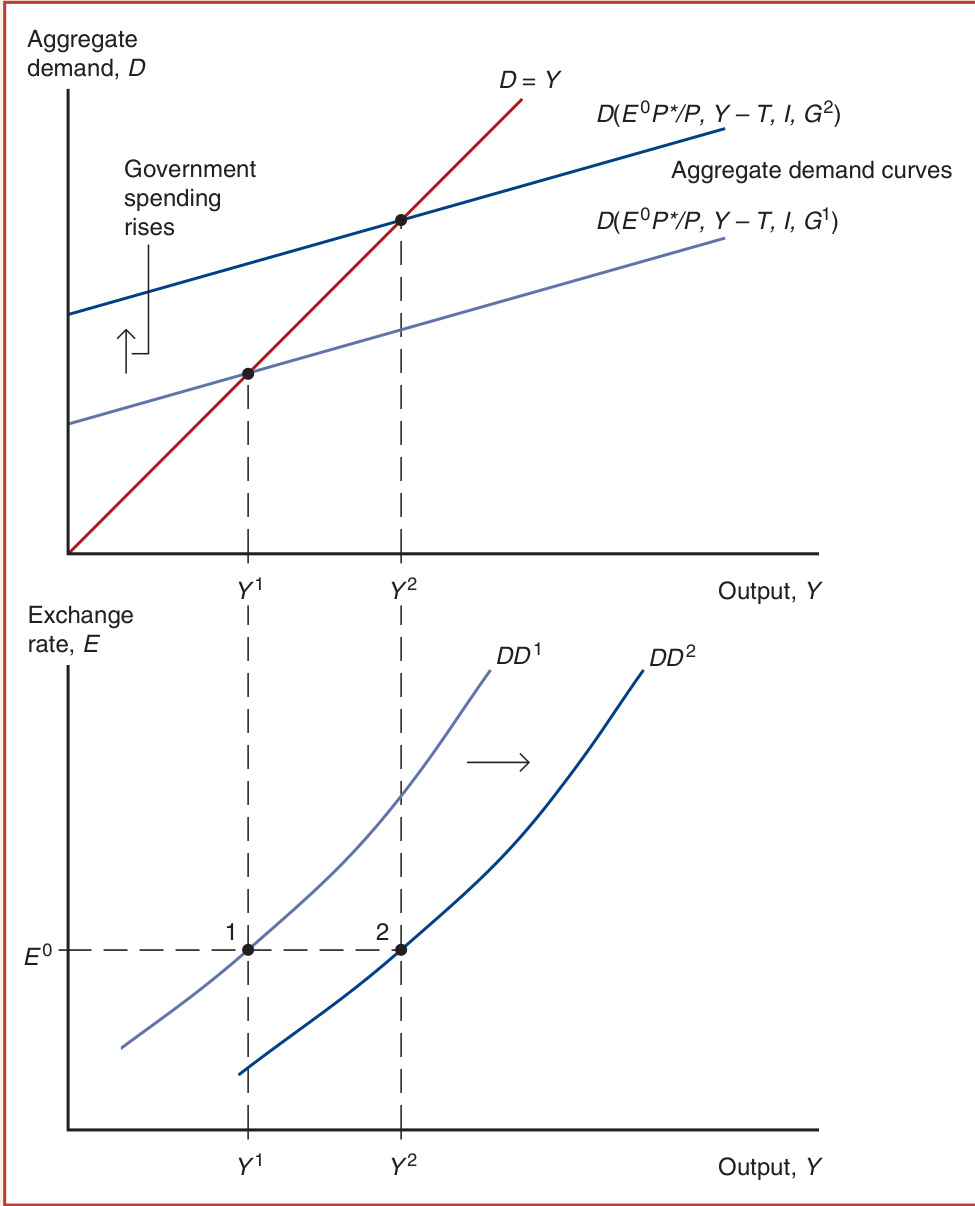 Aggregate
demand, D
D = Y
D(E⁰P*/P, Y – T, I, G²)
Government
spending
rises
Aggregate demand curves
D(E⁰P*/P, Y – T, I, G¹)
Y¹
Y²
Output, Y
Exchange
rate, E
DD¹
DD²
1
2
E⁰
Y¹
Y²
Output, Y